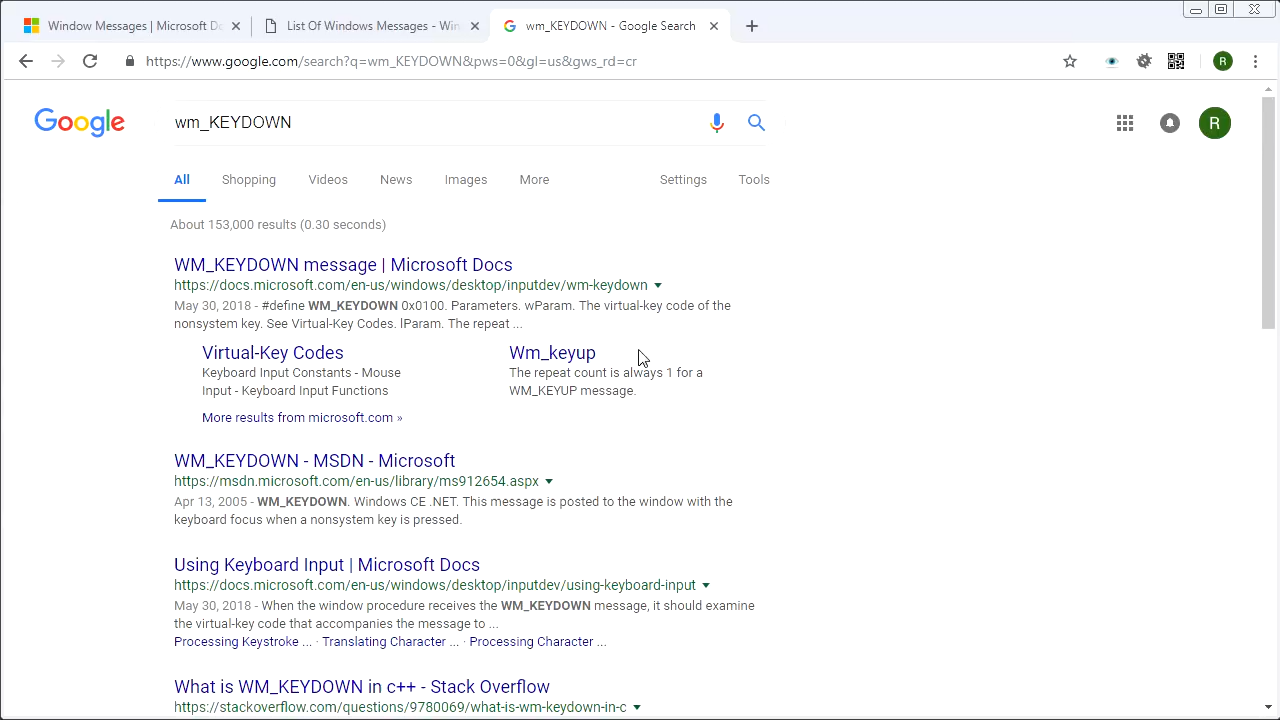 Window Messages | Microsoft Do
List Of Windows Messages - Win
wm_KEYDOWN - Google Search
https://www.google.com/search?q=wm_KEYDOWN&pws=0&gl=us&gws_rd=cr
R
Google
wm_KEYDOWN
R
All
Shopping
Videos
News
Images
More
Settings
Tools
About 153,000 results (0.30 seconds)
WM_KEYDOWN message | Microsoft Docs
https://docs.microsoft.com/en-us/windows/desktop/inputdev/wm-keydown
May 30, 2018 - #define WM_KEYDOWN 0x0100. Parameters. wParam. The virtual-key code of the
nonsystem key. See Virtual-Key Codes. lParam. The repeat ...
Virtual-Key Codes
Keyboard Input Constants - Mouse
Input - Keyboard Input Functions
Wm_keyup
The repeat count is always 1 for a
WM_KEYUP message.
More results from microsoft.com »
WM_KEYDOWN - MSDN - Microsoft
https://msdn.microsoft.com/en-us/library/ms912654.aspx
Apr 13, 2005 - WM_KEYDOWN. Windows CE .NET. This message is posted to the window with the
keyboard focus when a nonsystem key is pressed.
Using Keyboard Input | Microsoft Docs
https://docs.microsoft.com/en-us/windows/desktop/inputdev/using-keyboard-input
May 30, 2018 - When the window procedure receives the WM_KEYDOWN message, it should examine
the virtual-key code that accompanies the message to ...
Processing Keystroke ... · Translating Character ... · Processing Character ...
What is WM_KEYDOWN in c++ - Stack Overflow
https://stackoverflow.com/questions/9780069/what-is-wm-keydown-in-c